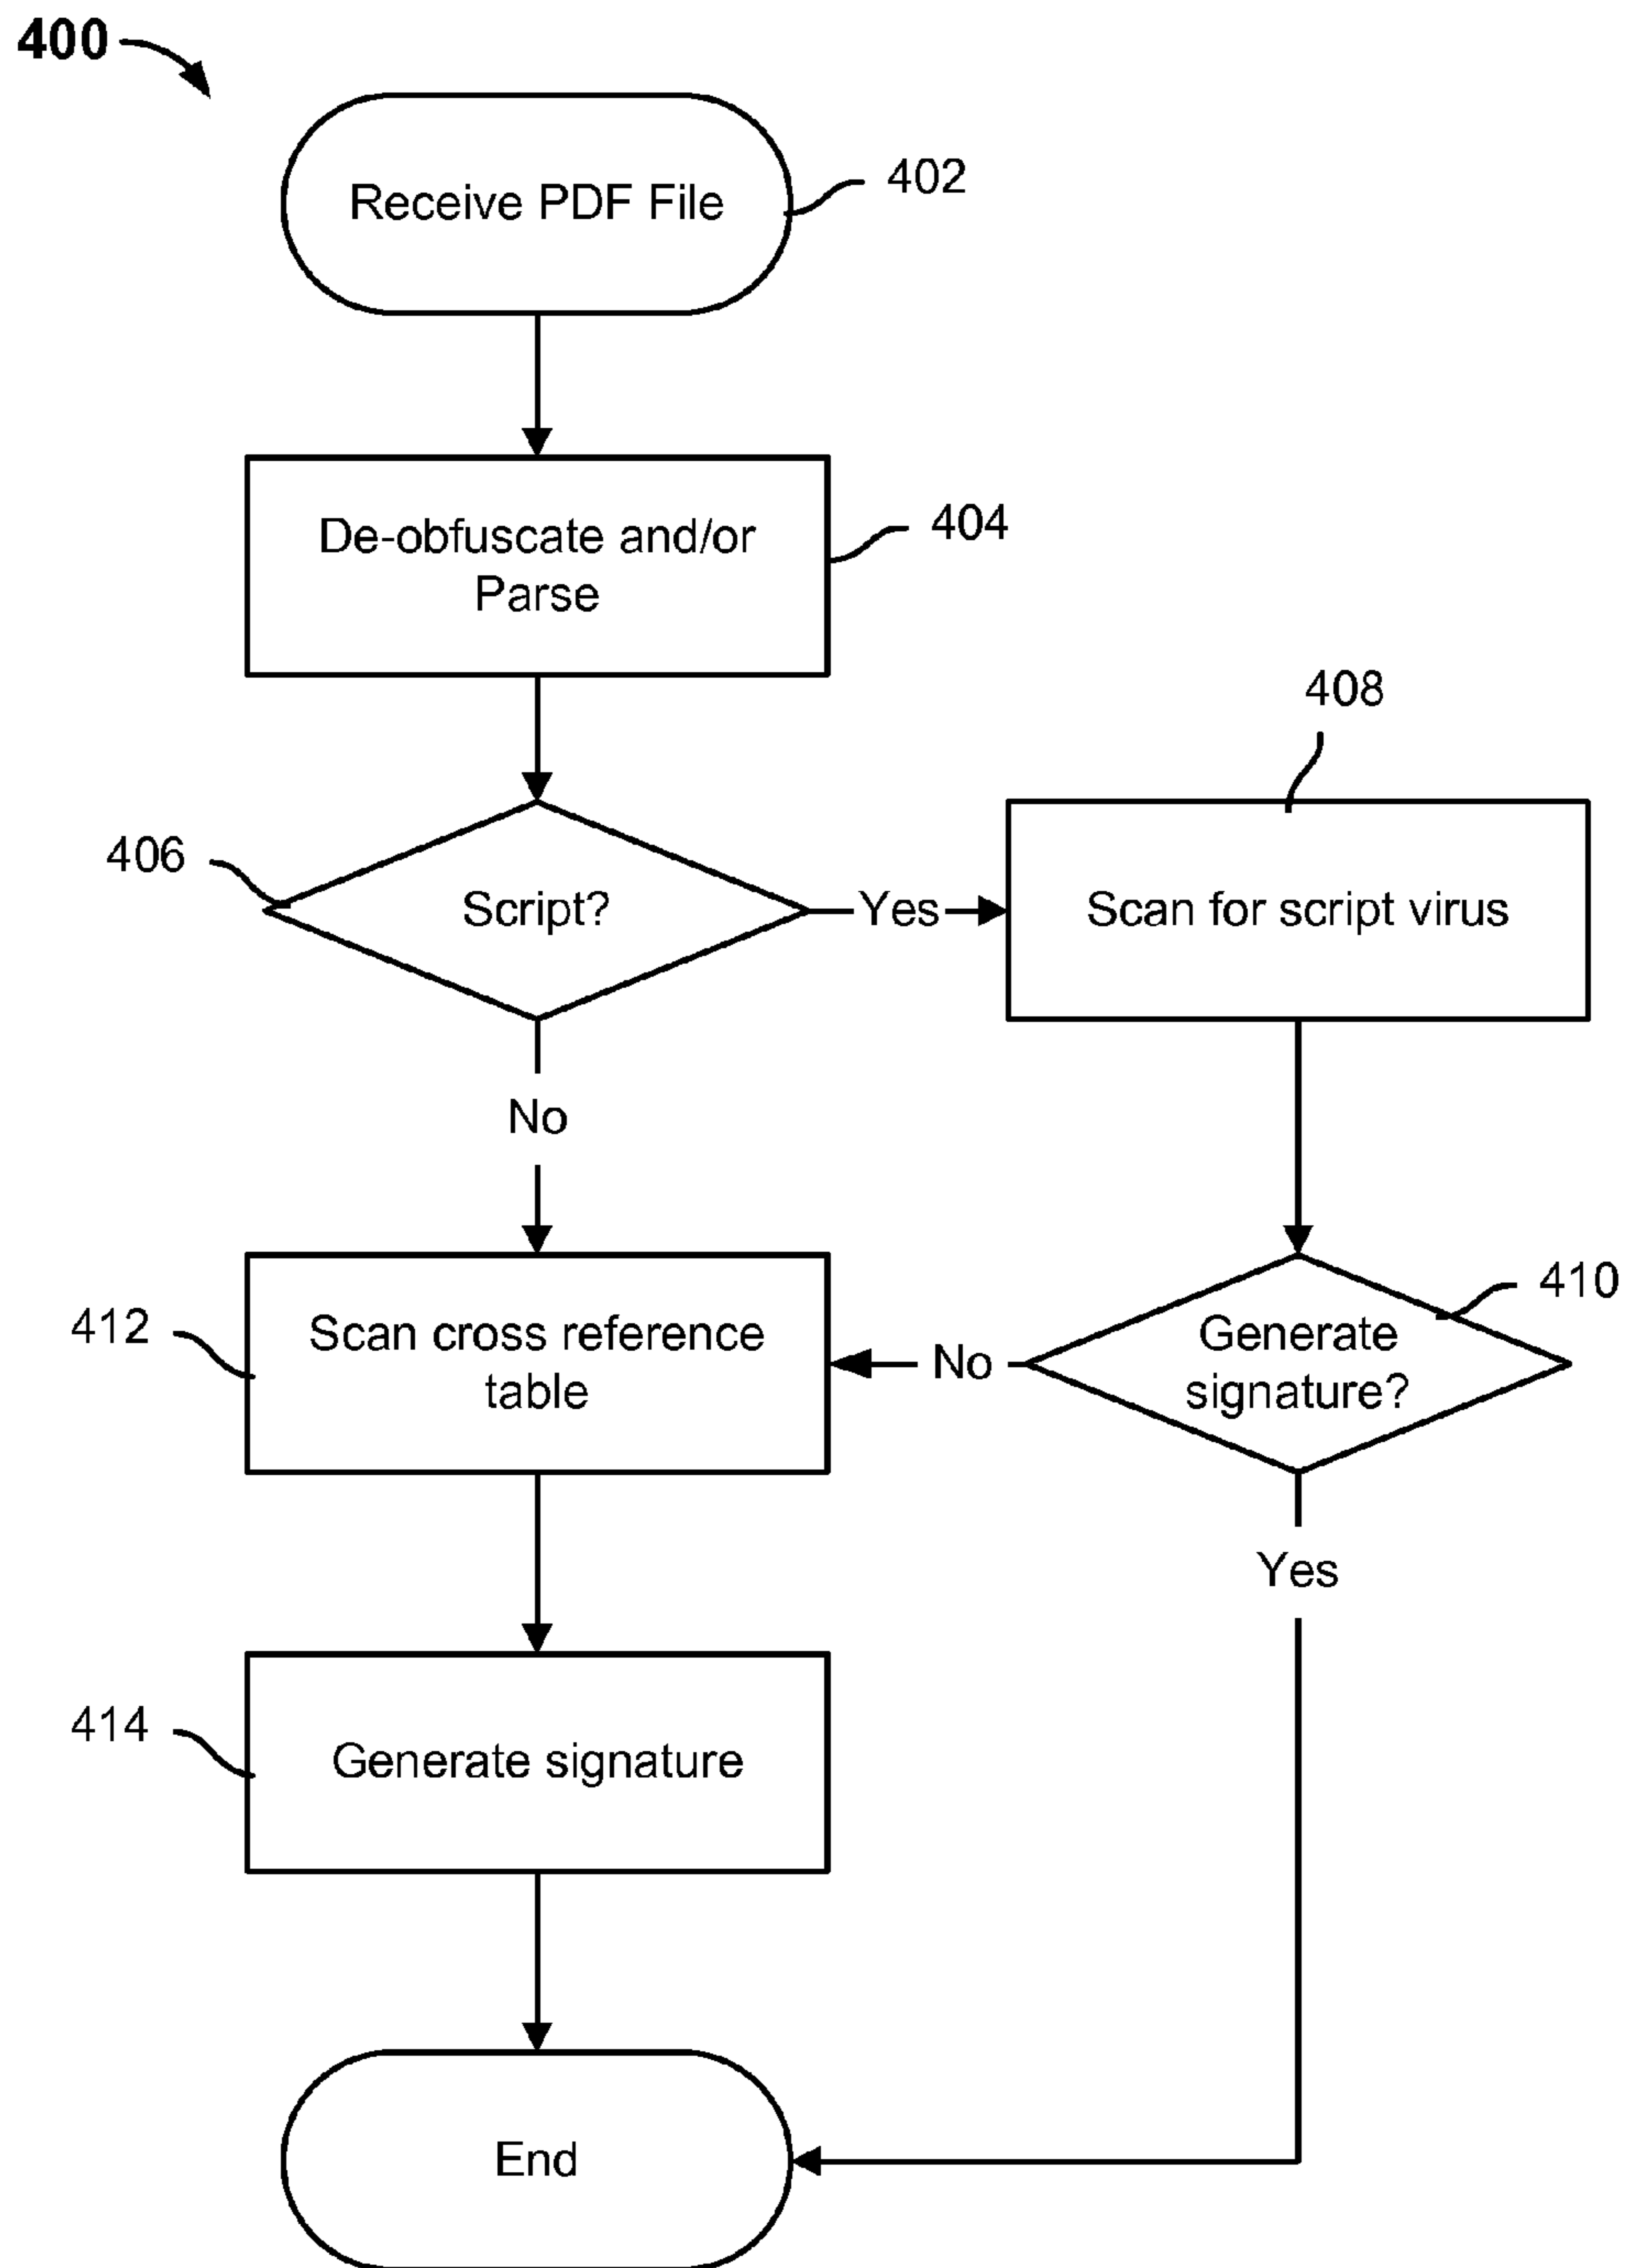 400
Receive PDF File
402
De-obfuscate and/or
Parse
404
408
406
Script?
Yes
Scan for script virus
No
410
412
Scan cross reference
table
No
Generate
signature?
Yes
414
Generate signature
End